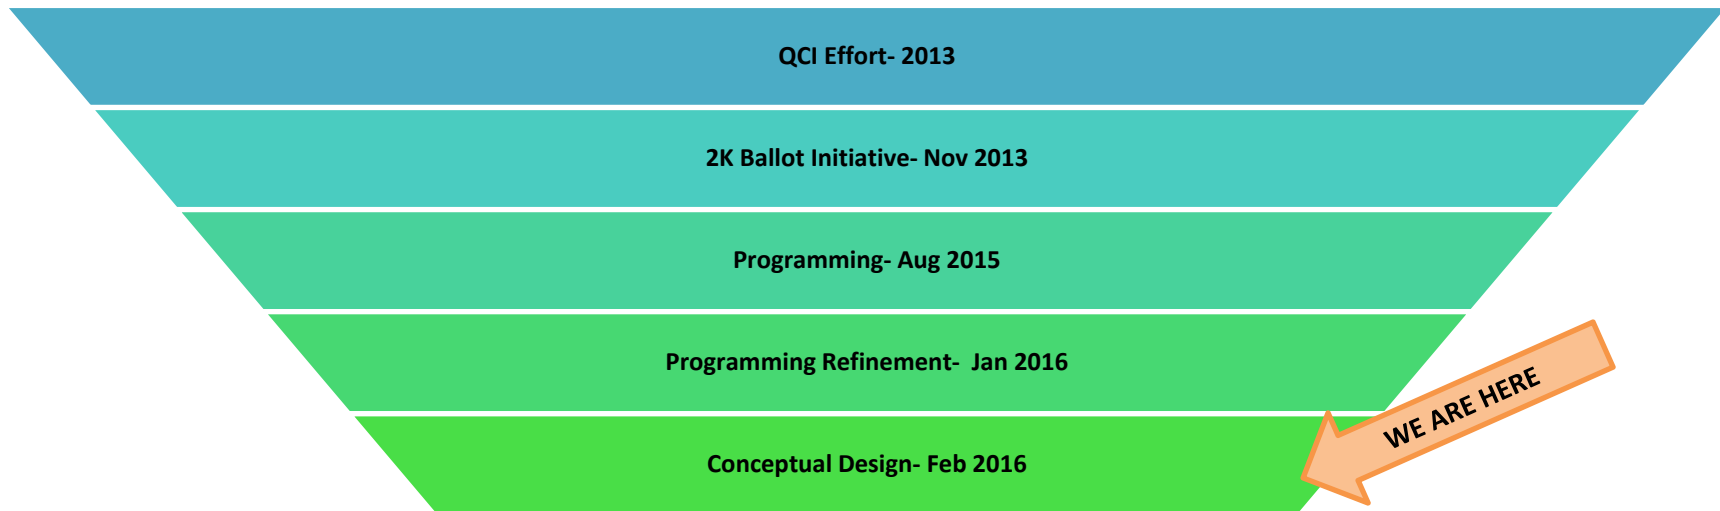 QCI Effort- 2013
2K Ballot Initiative- Nov 2013
Programming- Aug 2015
Programming Refinement-  Jan 2016
WE ARE HERE
Conceptual Design- Feb 2016